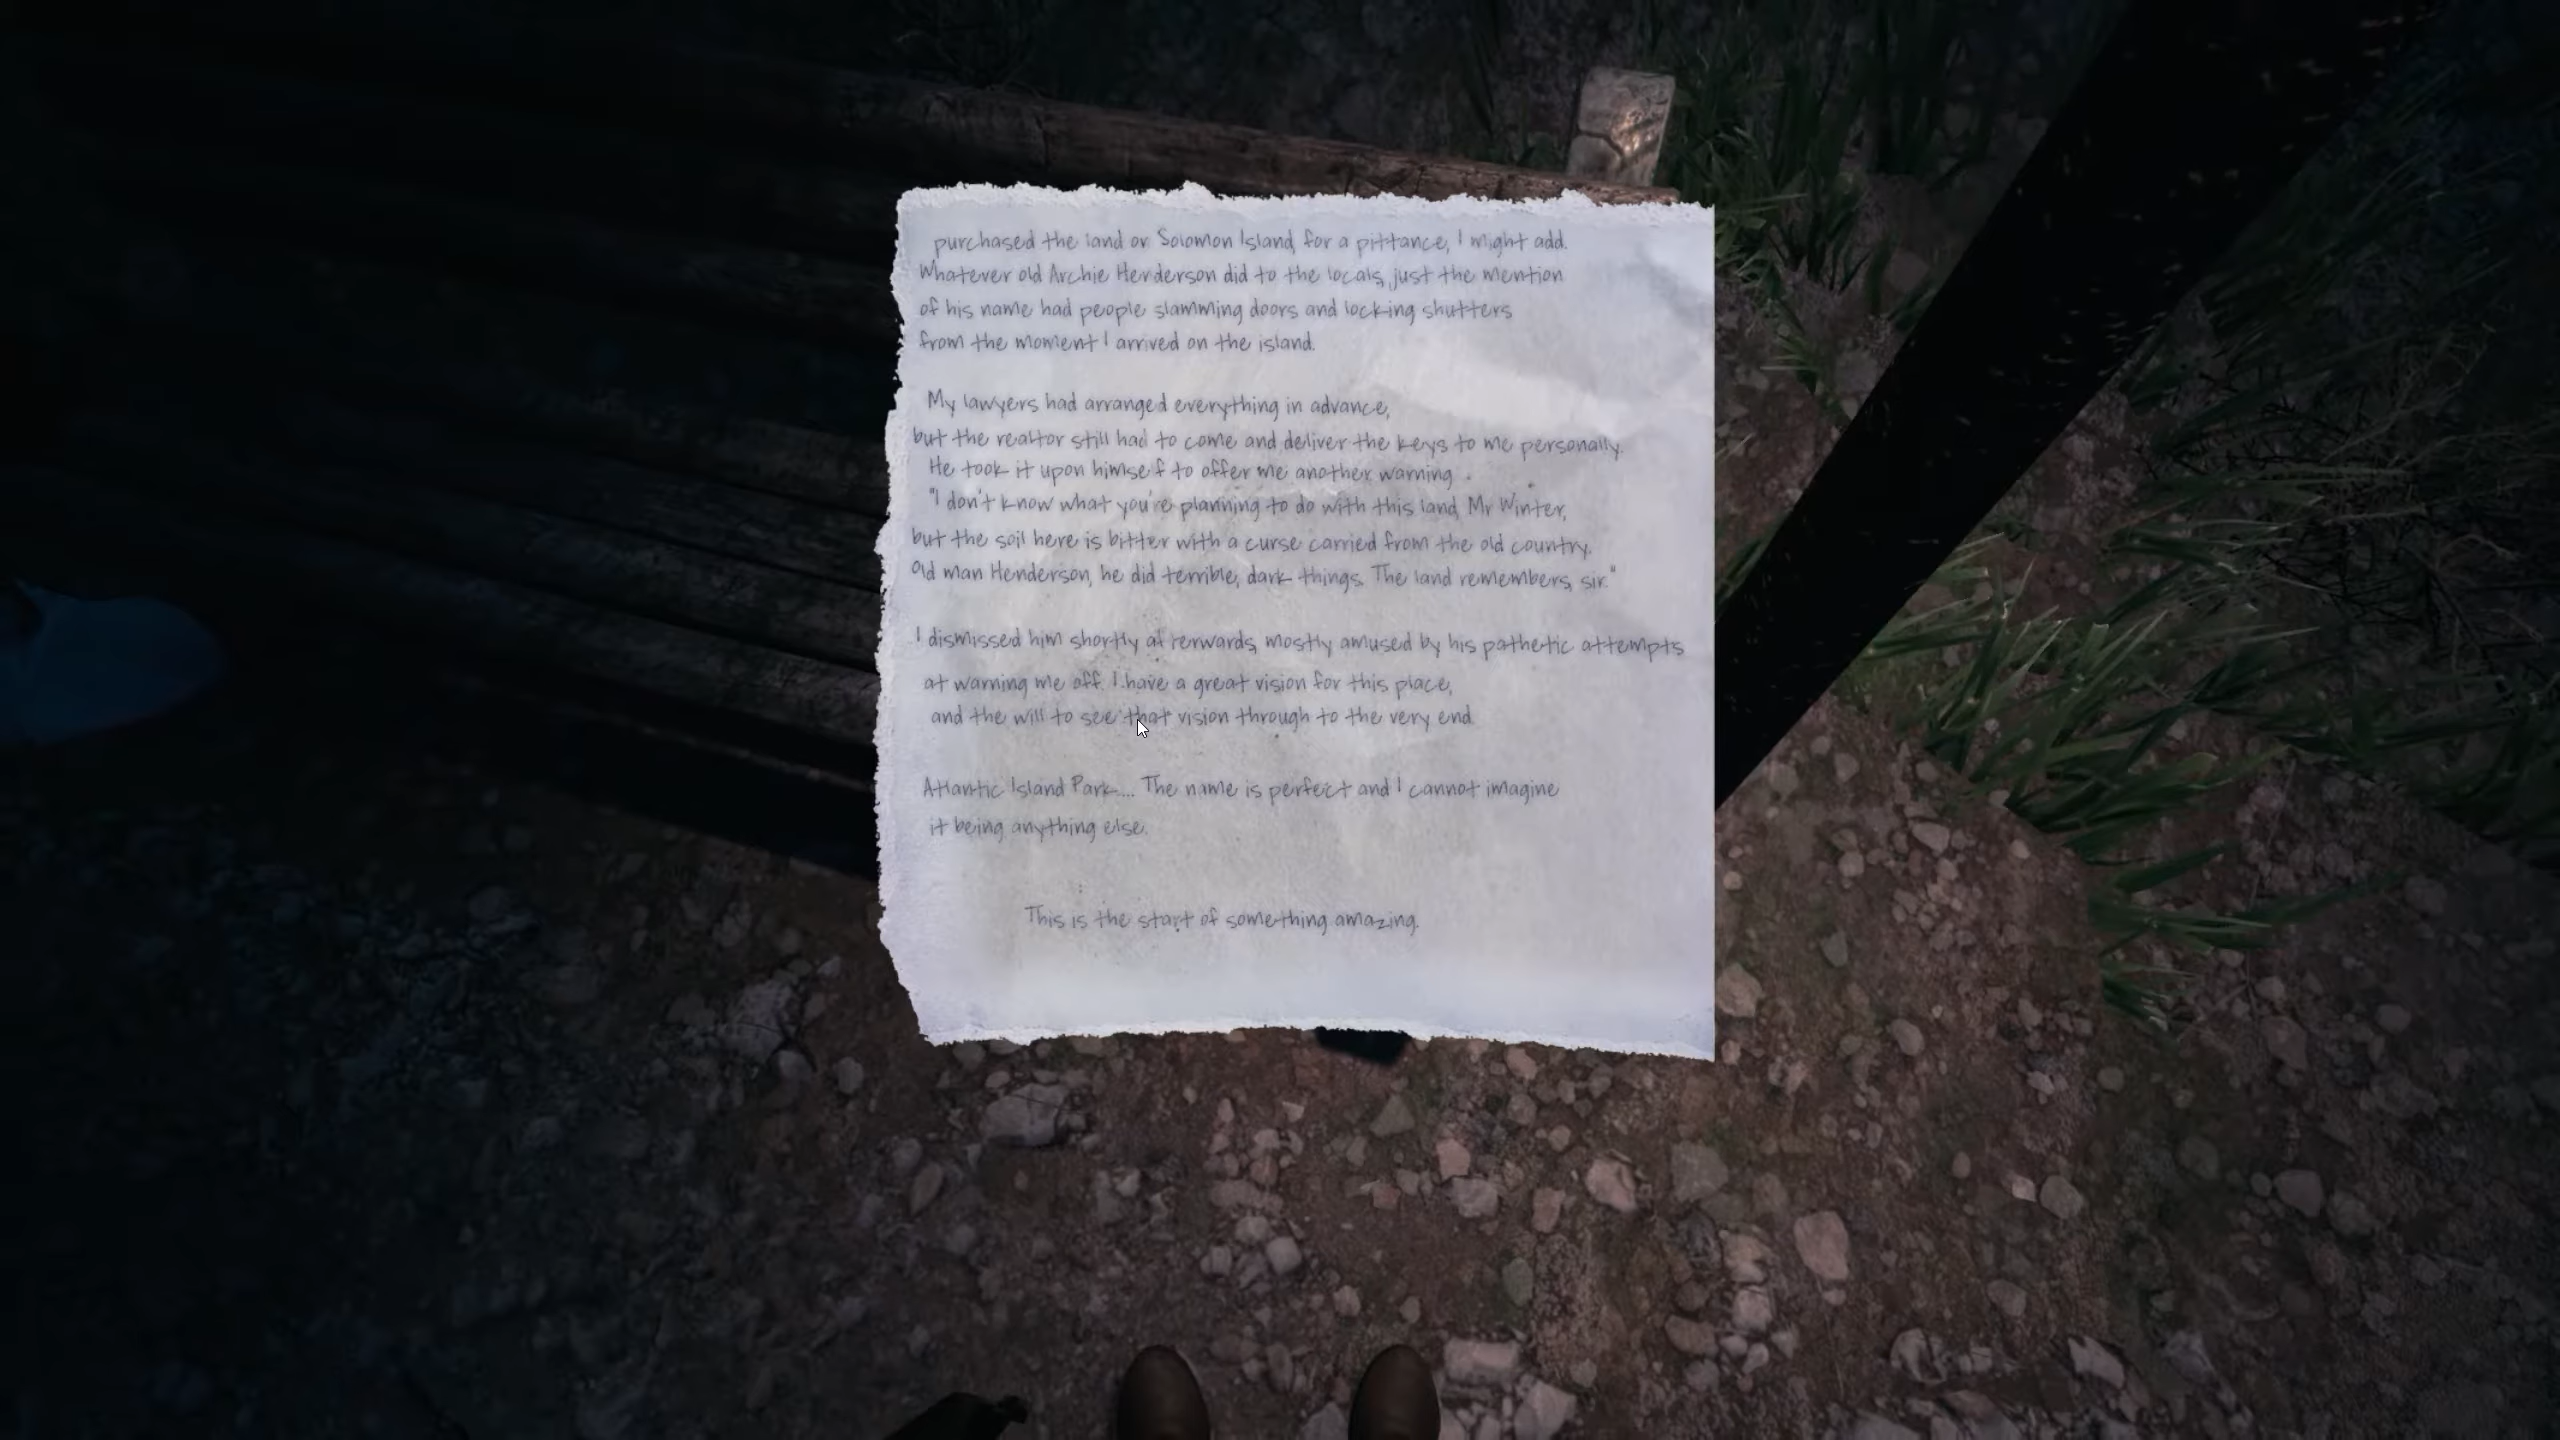 purchased the land on Solomon Island, for a pittance, I might add.
Whatever old Archie Henderson did to the locals, just the mention
of his name had people slamming doors and locking shutters
from the moment I arrived on the island.
My lawyers had arranged everything in advance,
but the realtor still had to come and deliver the keys to me personally.
He took it upon himself to offer me another warning.
"I don't know what you're planning to do with this land, Mr Winter,
but the soil here is bitter with a curse carried from the old country.
Old man Henderson, he did terrible, dark things. The land remembers, sir."
I dismissed him shortly afterwards, mostly amused by his pathetic attempts
at warning me off. I have a great vision for this place,
and the will to see that vision through to the very end.
Atlantic Island Park.... The name is perfect and I cannot imagine
it being anything else.
This is the start of something amazing.